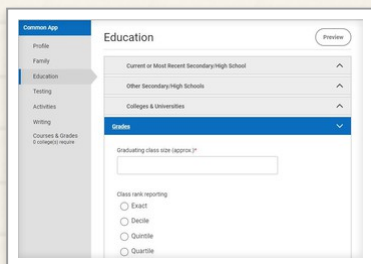 Common App
Profile
Family
Education
Testing
Activities
Writing
Courses & Grades
0 college(s) require
Education
Preview
Current or Most Recent Secondary/High School
Other Secondary/High Schools
Colleges & Universities
Grades
Graduating class size (approx.)*
Class rank reporting
Exact
Decile
Quintile
Quartile